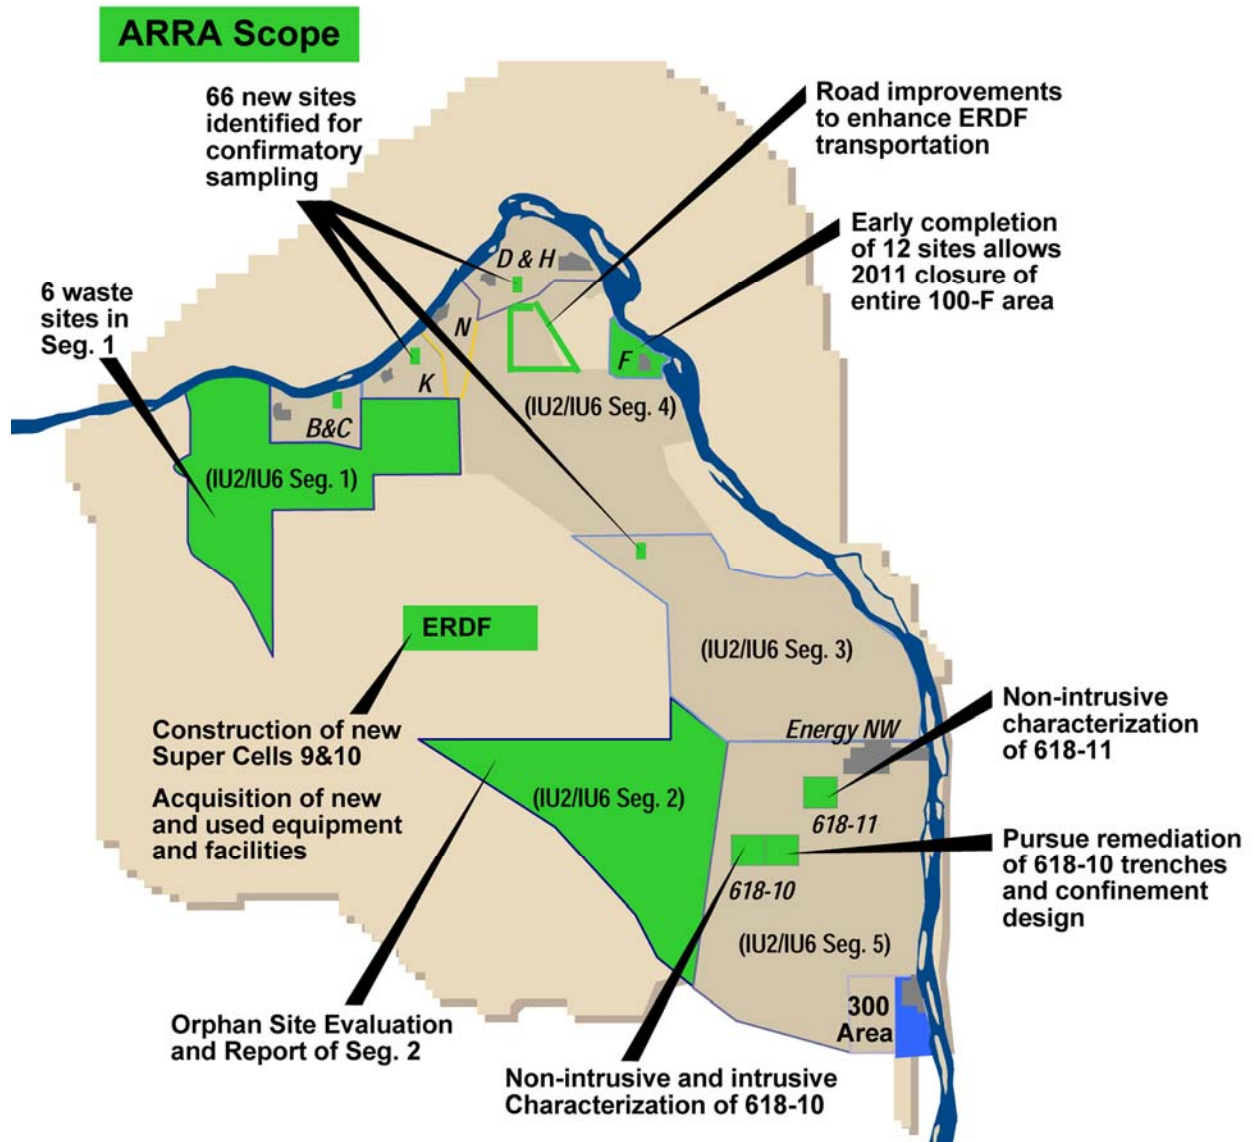 ARRA Scope
66 new sites
identified for
confirmatory
sampling
Road improvements
to enhance ERDF
transportation
Early completion
of 12 sites allows
2011 closure of
entire 100-F area
6 waste
sites in
Seg. 1
D & H
N
F
K
B&C
(IU2/IU6 Seg. 4)
(IU2/IU6 Seg. 1)
ERDF
(IU2/IU6 Seg. 3)
Construction of new
Super Cells 9&10
Acquisition of new
and used equipment
and facilities
Energy NW
Non-intrusive
characterization
of 618-11
(IU2/IU6 Seg. 2)
618-11
618-10
Pursue remediation
of 618-10 trenches
and confinement
design
(IU2/IU6 Seg. 5)
300
Area
Orphan Site Evaluation
and Report of Seg. 2
Non-intrusive and intrusive
Characterization of 618-10